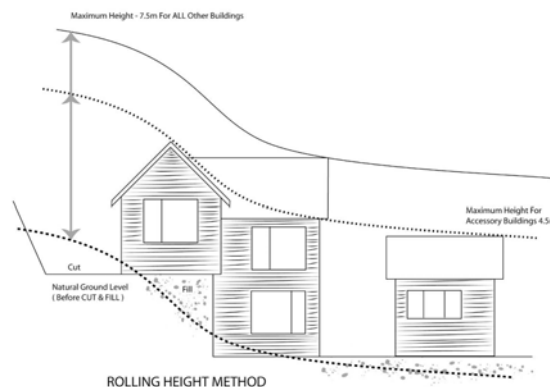 Maximum Height - 7.5m For ALL Other Buildings
Maximum Height For
Accessory Buildings 4.5m
Cut
Natural Ground Level
( Before CUT & FILL )
Fill
ROLLING HEIGHT METHOD